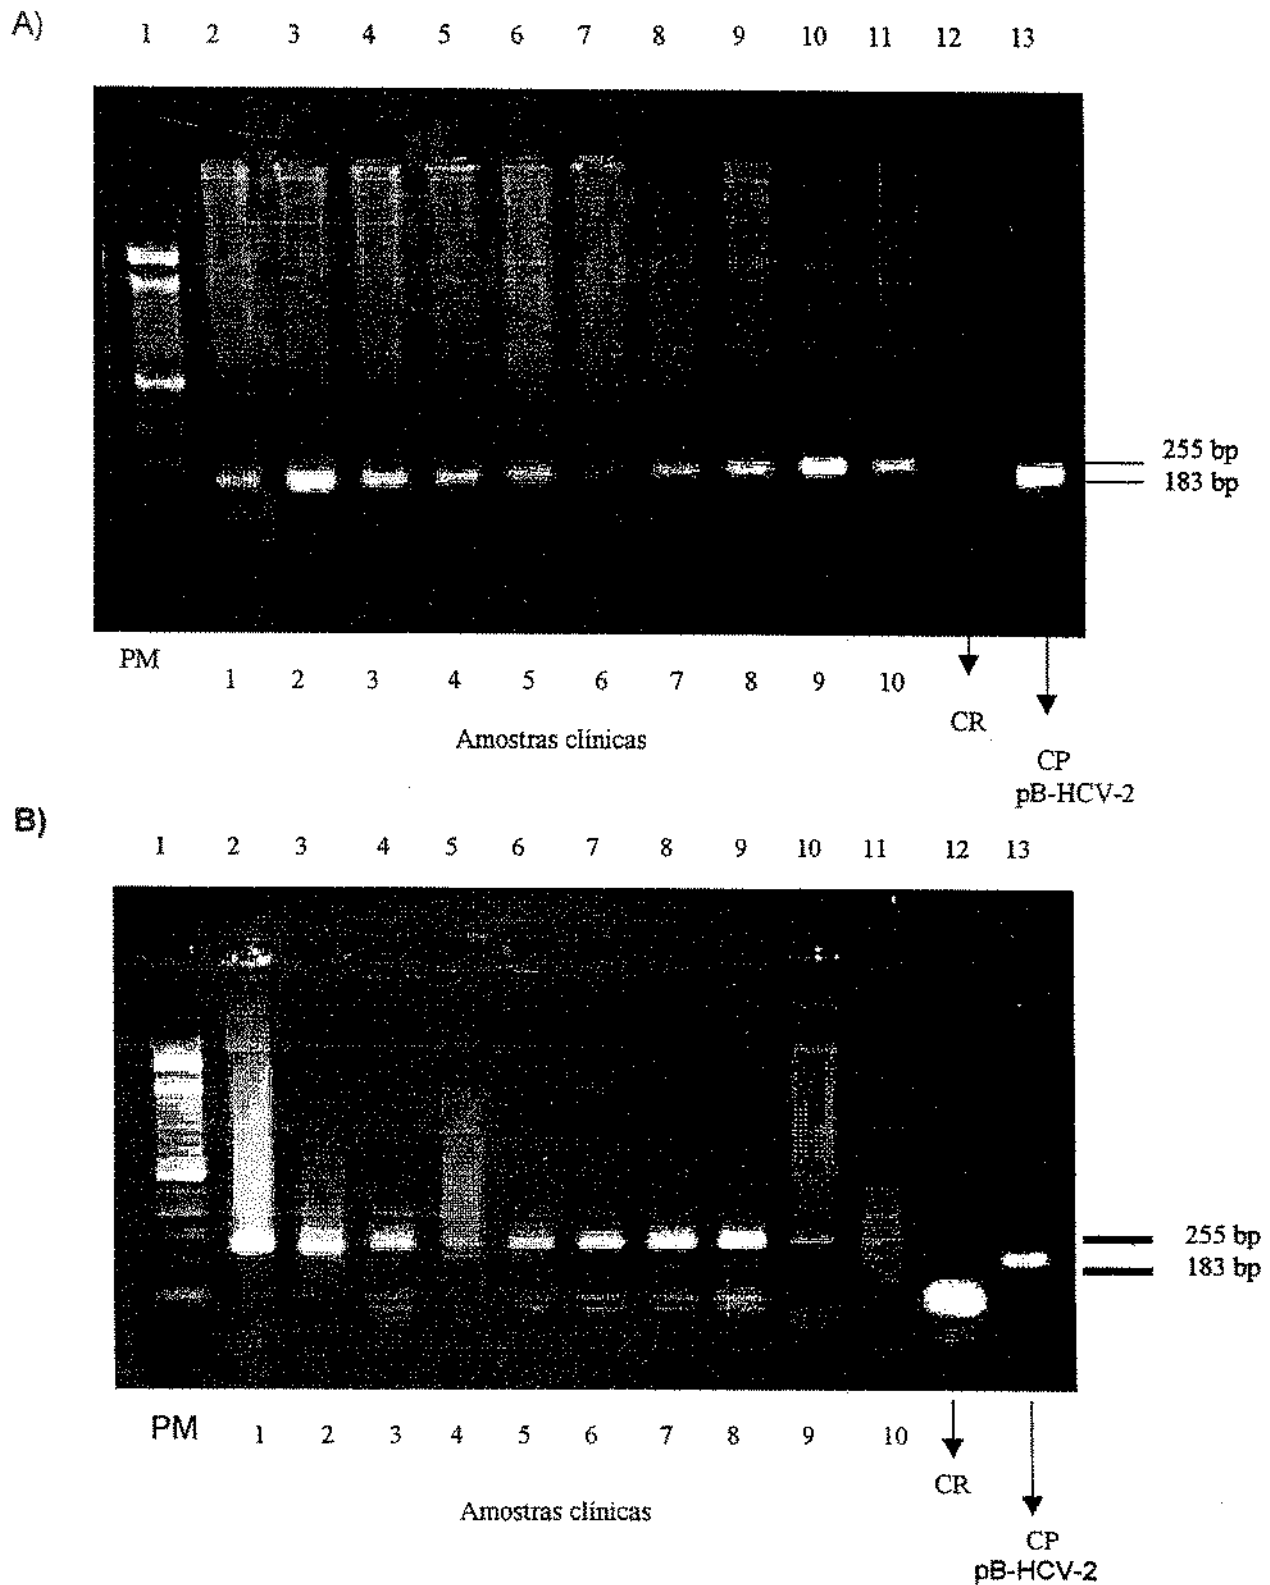 A)
1 2 3 4 5 6 7 8 9 10 11 12 13
255 bp
183 bp
PM
1 2 3 4 5 6 7 8 9 10
CR
Amostras clínicas
CP
pB-HCV-2
B)
1 2 3 4 5 6 7 8 9 10 11 12 13
255 bp
183 bp
PM 1 2 3 4 5 6 7 8 9 10
CR
Amostras clínicas
CP
pB-HCV-2